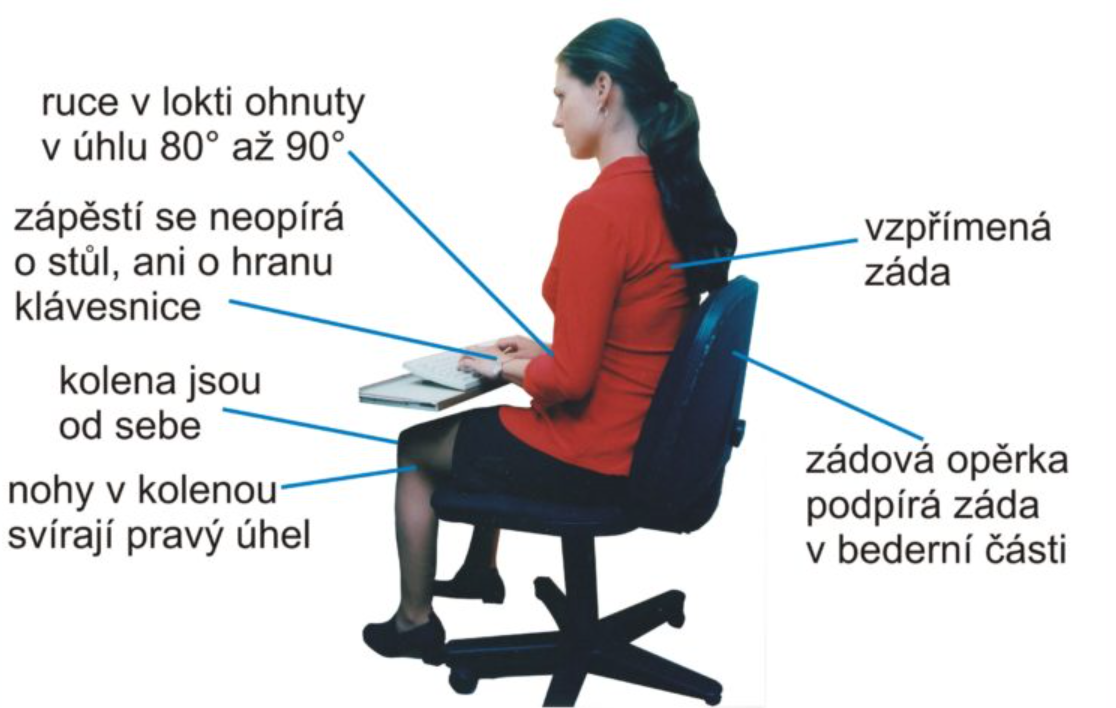 ruce v lokti ohnuty
v úhlu 80° až 90°
zápěstí se neopírá
o stůl, ani o hranu
klávesnice
kolena jsou
od sebe
nohy v kolenou
svírají pravý úhel
vzpřímená
záda
zádová opěrka
podpírá záda
v bederní části